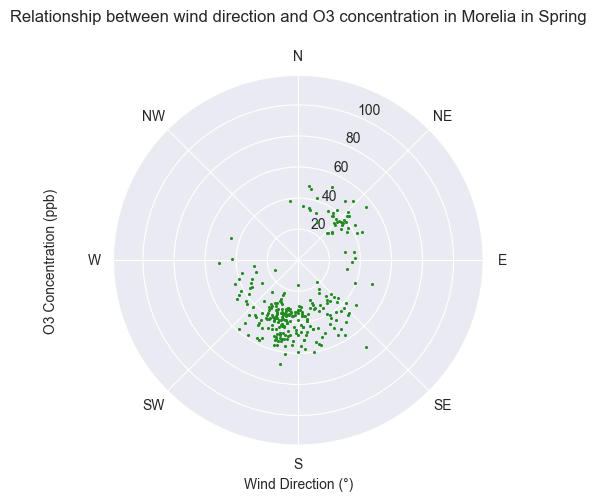 Relationship between wind direction and O3 concentration in Morelia in Spring
N
NW
NE
100
80
60
40
20
W
E
O3 Concentration (ppb)
SW
SE
S
Wind Direction (°)